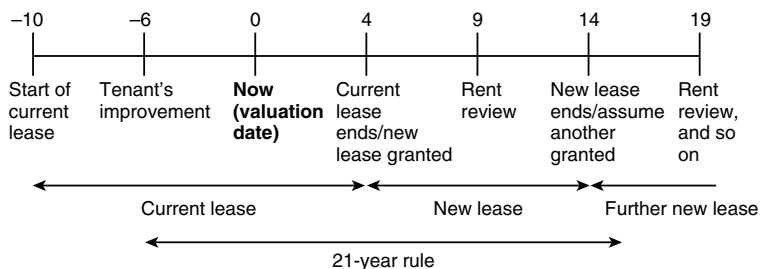 –10 –6 0 4 9 14 19
Start of current lease
Tenant's improvement
Now (valuation date)
Current lease ends/new lease granted
Rent review
New lease ends/assume another granted
Rent review, and so on
Current lease New lease Further new lease
21-year rule